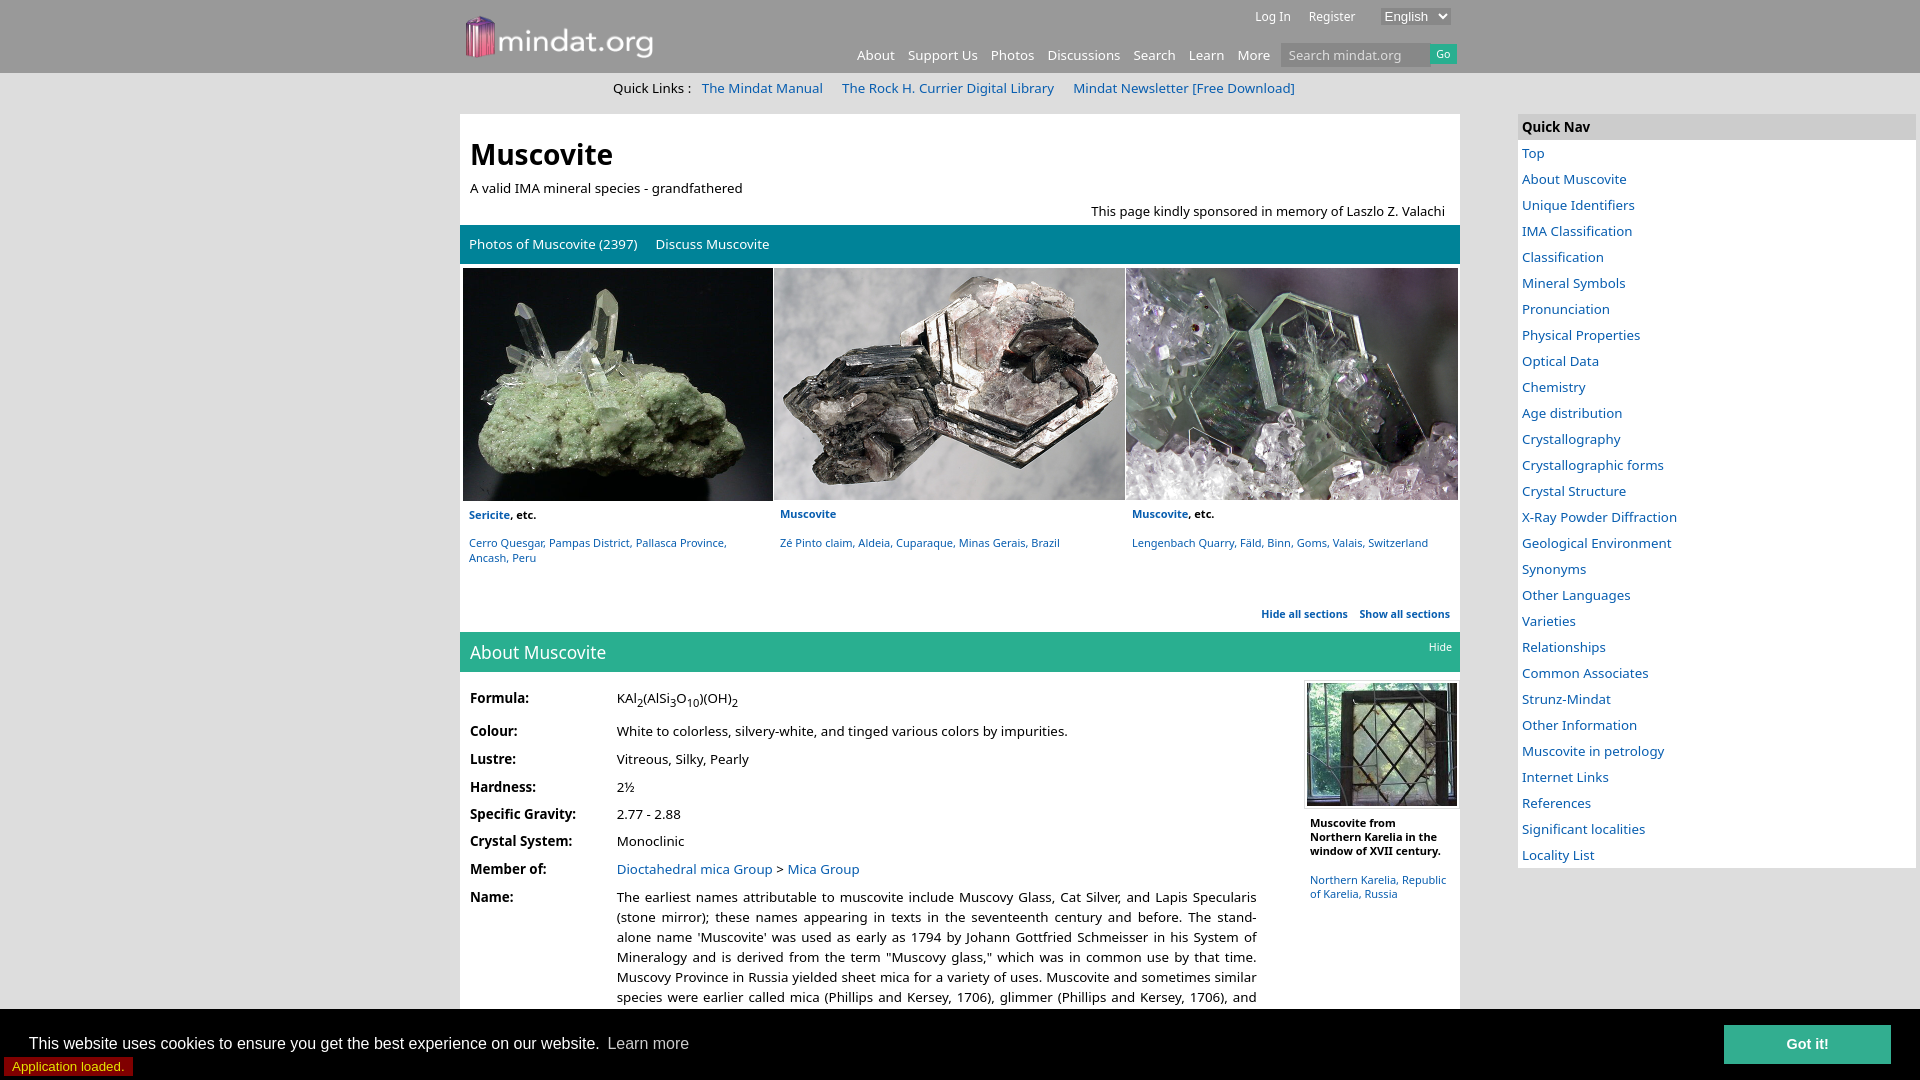 mindat.org
Log In Register English
About Support Us Photos Discussions Search Learn More Search mindat.org Go
Quick Links : The Mindat Manual The Rock H. Currier Digital Library Mindat Newsletter [Free Download]
Muscovite
A valid IMA mineral species - grandfathered
This page kindly sponsored in memory of Laszlo Z. Valachi
Photos of Muscovite (2397) Discuss Muscovite
Sericite, etc.
Cerro Quesgar, Pampas District, Pallasca Province,
Ancash, Peru
Muscovite
Zé Pinto claim, Aldeia, Cuparaque, Minas Gerais, Brazil
Muscovite, etc.
Lengenbach Quarry, Fäld, Binn, Goms, Valais, Switzerland
Hide all sections Show all sections
About Muscovite Hide
Formula: KAl2(AlSi3O10)(OH)2
Colour: White to colorless, silvery-white, and tinged various colors by impurities.
Lustre: Vitreous, Silky, Pearly
Hardness: 2½
Specific Gravity: 2.77 - 2.88
Crystal System: Monoclinic
Member of: Dioctahedral mica Group > Mica Group
Name: The earliest names attributable to muscovite include Muscovy Glass, Cat Silver, and Lapis Specularis
(stone mirror); these names appearing in texts in the seventeenth century and before. The stand-
alone name 'Muscovite' was used as early as 1794 by Johann Gottfried Schmeisser in his System of
Mineralogy and is derived from the term "Muscovy glass," which was in common use by that time.
Muscovy Province in Russia yielded sheet mica for a variety of uses. Muscovite and sometimes similar
species were earlier called mica (Phillips and Kersey, 1706), glimmer (Phillips and Kersey, 1706), and
Muscovite from
Northern Karelia in the
window of XVII century.
Northern Karelia, Republic
of Karelia, Russia
Quick Nav
Top
About Muscovite
Unique Identifiers
IMA Classification
Classification
Mineral Symbols
Pronunciation
Physical Properties
Optical Data
Chemistry
Age distribution
Crystallography
Crystallographic forms
Crystal Structure
X-Ray Powder Diffraction
Geological Environment
Synonyms
Other Languages
Varieties
Relationships
Common Associates
Strunz-Mindat
Other Information
Muscovite in petrology
Internet Links
References
Significant localities
Locality List
This website uses cookies to ensure you get the best experience on our website. Learn more
Got it!
Application loaded.